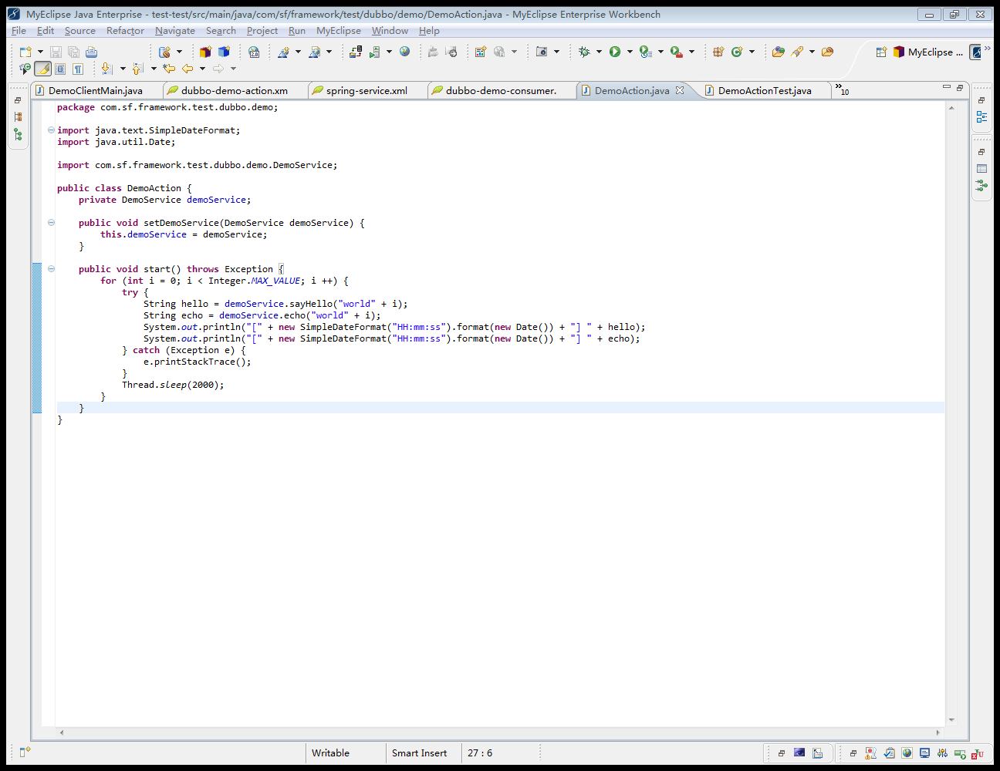 MyEclipse Java Enterprise - test-test/src/main/java/com/sf/framework/test/dubbo/demo/DemoAction.java - MyEclipse Enterprise Workbench
File Edit Source Refactor Navigate Search Project Run MyEclipse Window Help
MyEclipse ...
DemoClientMain.java dubbo-demo-action.xm spring-service.xml dubbo-demo-consumer. DemoAction.java DemoActionTest.java »10
package com.sf.framework.test.dubbo.demo;
import java.text.SimpleDateFormat;
import java.util.Date;
import com.sf.framework.test.dubbo.demo.DemoService;
public class DemoAction {
private DemoService demoService;
public void setDemoService(DemoService demoService) {
this.demoService = demoService;
}
public void start() throws Exception {
for (int i = 0; i < Integer.MAX_VALUE; i ++) {
try {
String hello = demoService.sayHello("world" + i);
String echo = demoService.echo("world" + i);
System.out.println("[" + new SimpleDateFormat("HH:mm:ss").format(new Date()) + "] " + hello);
System.out.println("[" + new SimpleDateFormat("HH:mm:ss").format(new Date()) + "] " + echo);
} catch (Exception e) {
e.printStackTrace();
}
Thread.sleep(2000);
}
}
}
Writable Smart Insert 27 : 6